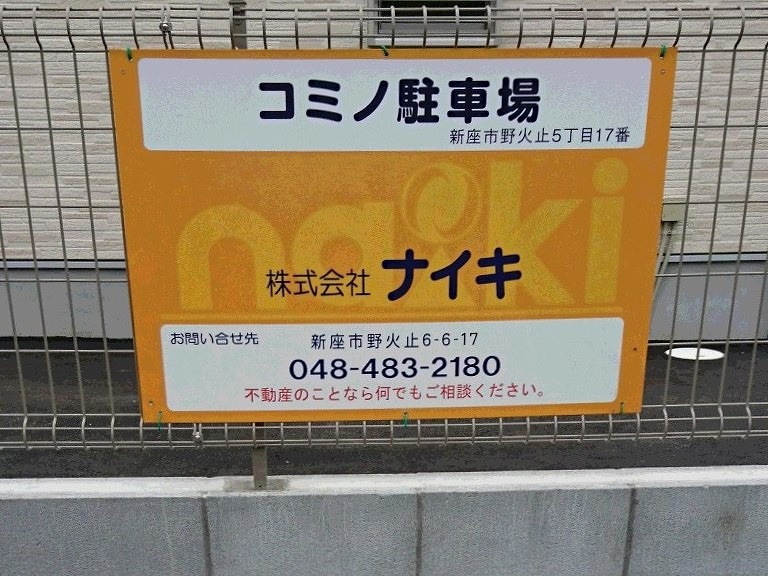 コミノ駐車場
新座市野火止5丁目17番
naiki
株式会社 ナイキ
お問い合せ先
新座市野火止6-6-17
048-483-2180
不動産のことなら何でもご相談ください。